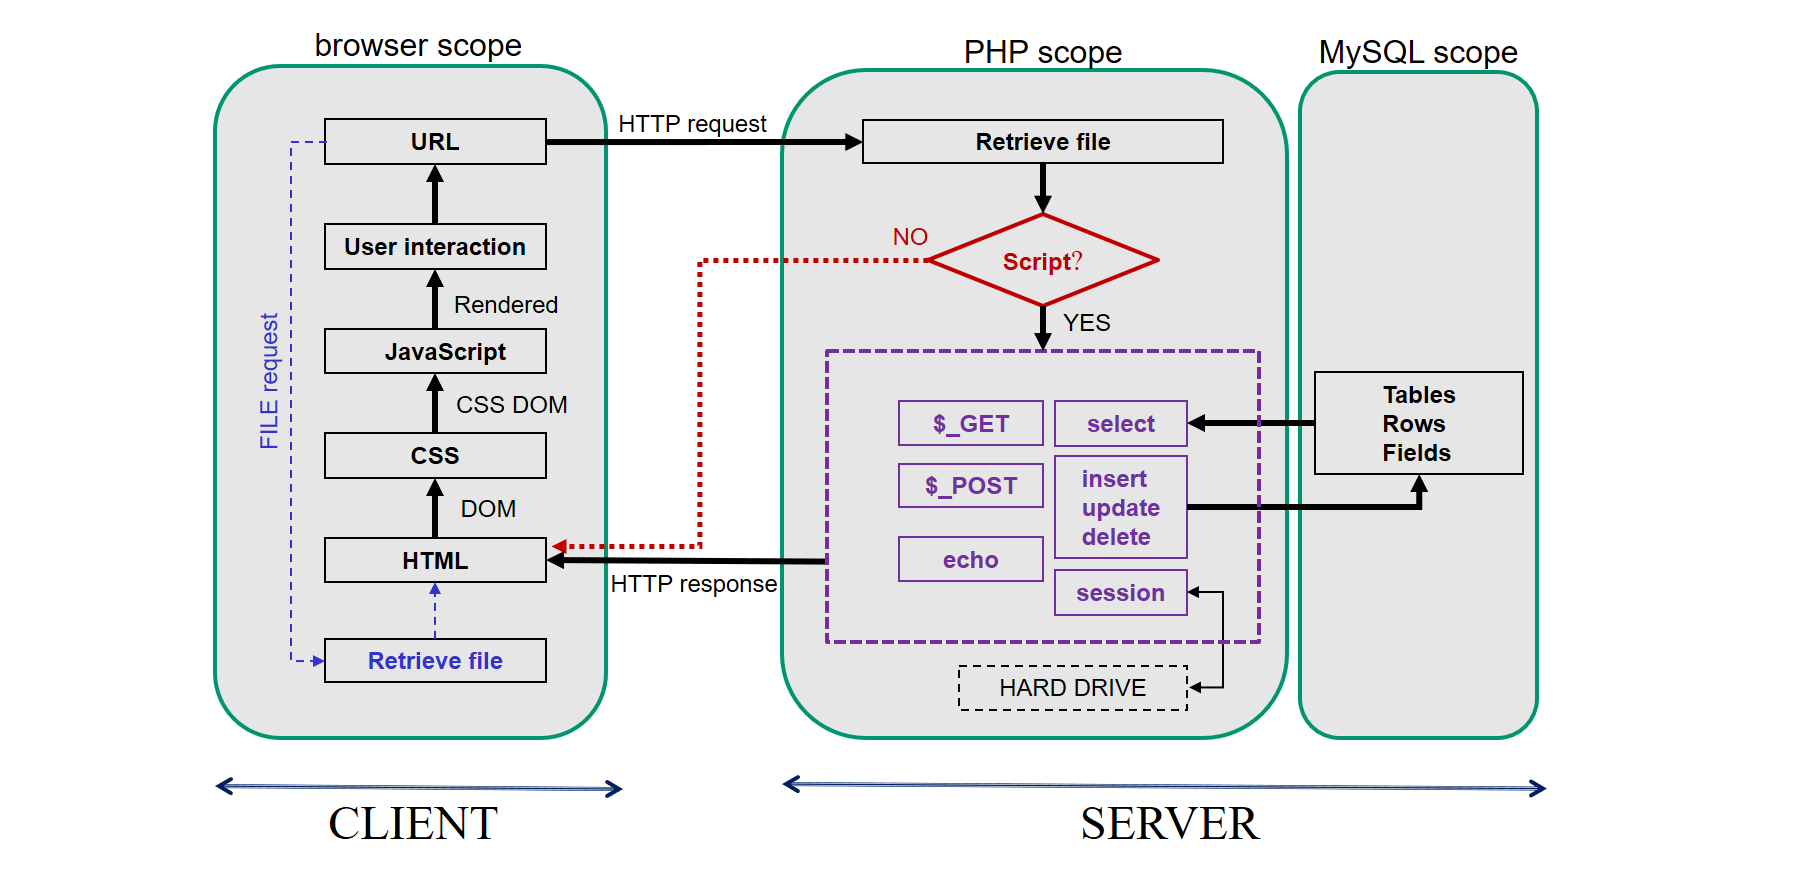 browser scope
PHP scope
MySQL scope
URL
HTTP request
Retrieve file
User interaction
NO
Script?
Rendered
YES
JavaScript
FILE request
CSS DOM
CSS
DOM
HTML
HTTP response
Retrieve file
$_GET
select
$_POST
insert
update
delete
echo
session
Tables
Rows
Fields
HARD DRIVE
CLIENT
SERVER